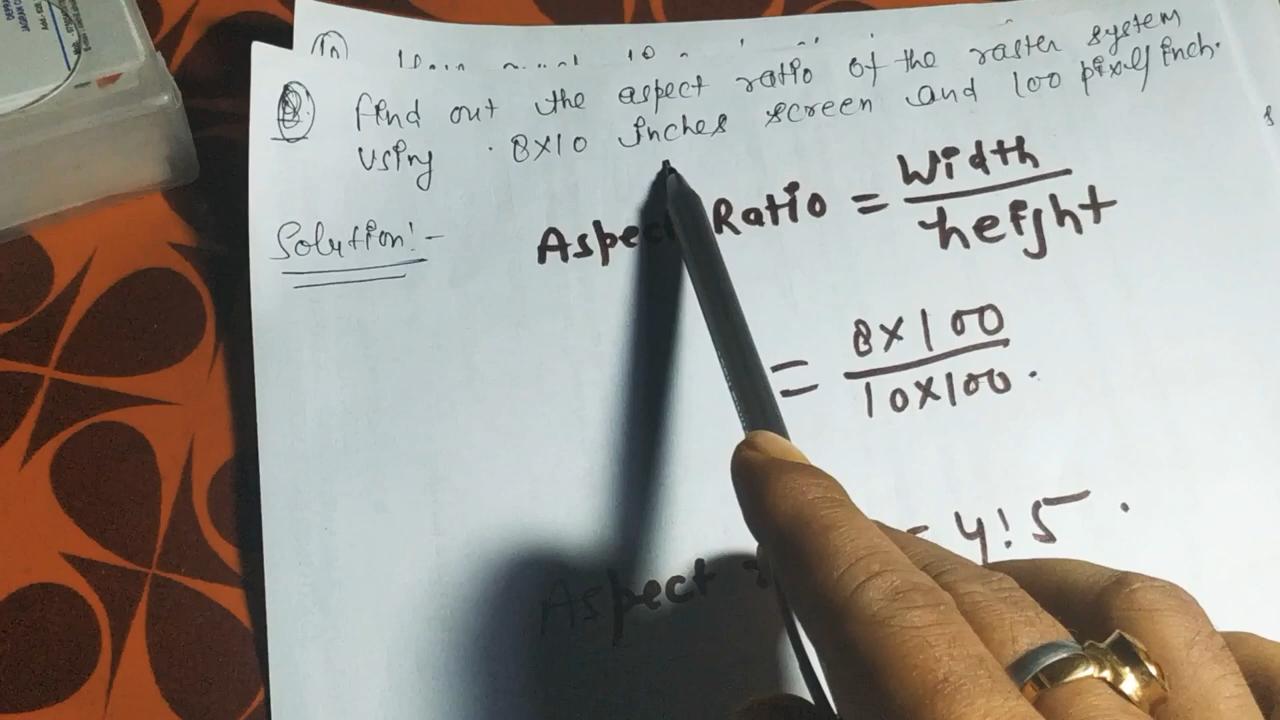 Find out the aspect ratio of the raster system
using 8x10 inches screen and 100 pixel/inch.
Solution:-
Aspect Ratio = Width / height
= 8x100 / 10x100.
= 4:5.
Aspect